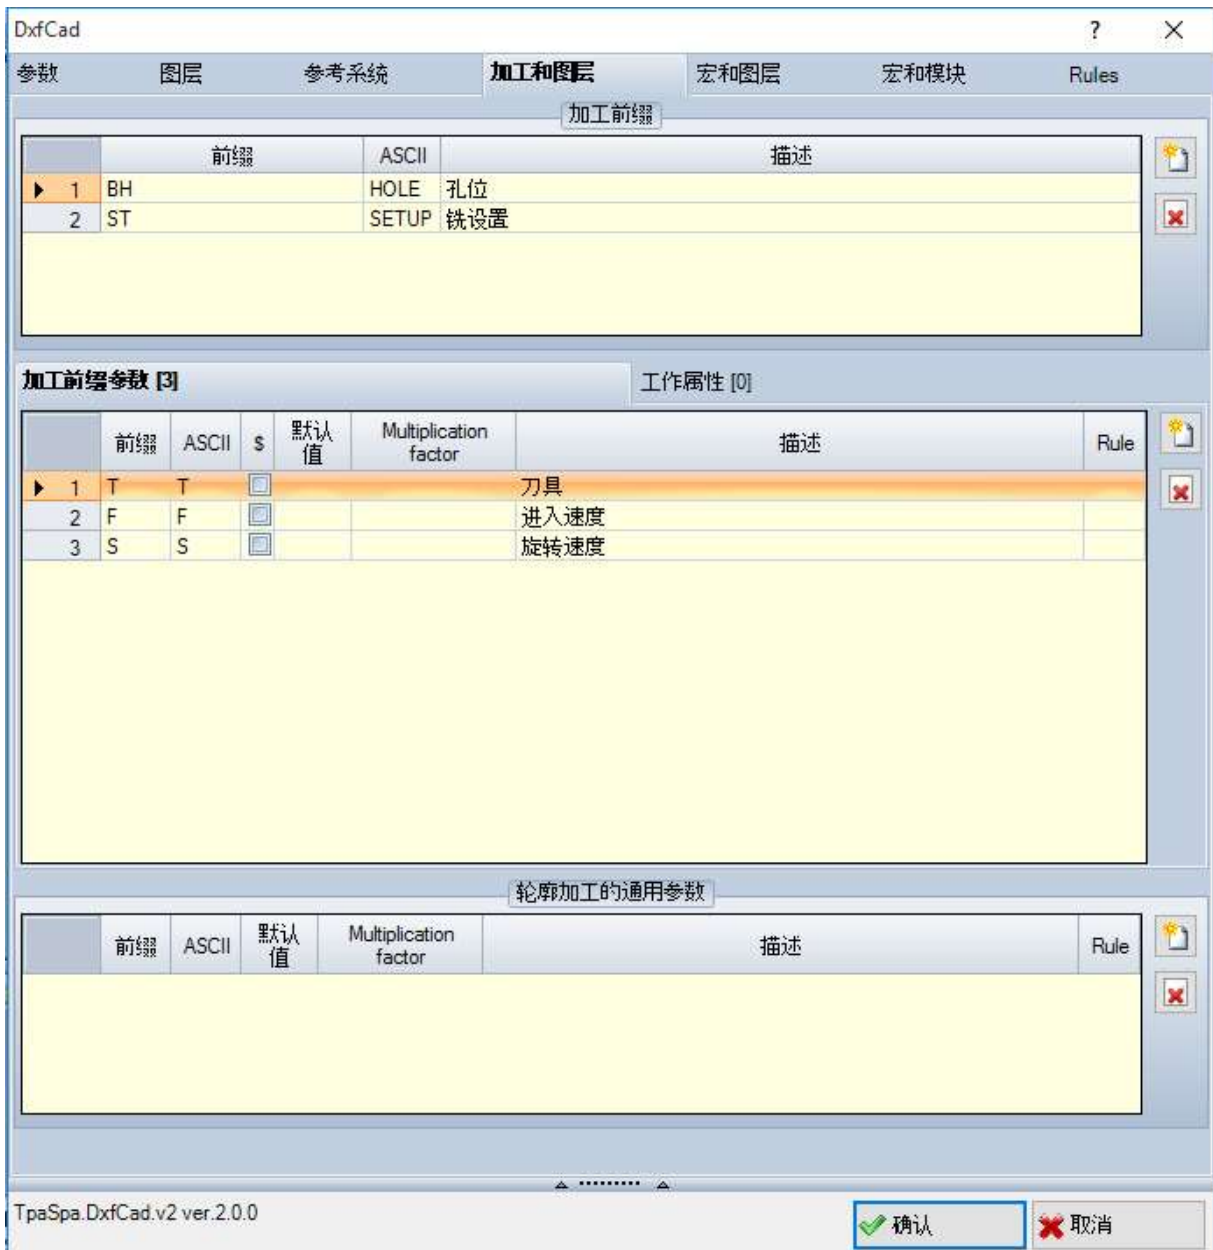 DxfCad ?
参数 图层 参考系统 加工和图层 宏和图层 宏和模块 Rules
加工前缀
前缀 ASCII 描述
1 BH HOLE 孔位
2 ST SETUP 铣设置
加工前缀参数 [3] 工作属性 [0]
前缀 ASCII $ 默认值 Multiplication factor 描述 Rule
1 T T 刀具
2 F F 进入速度
3 S S 旋转速度
轮廓加工的通用参数
前缀 ASCII 默认值 Multiplication factor 描述 Rule
TpaSpa.DxfCad.v2 ver.2.0.0 确认 取消